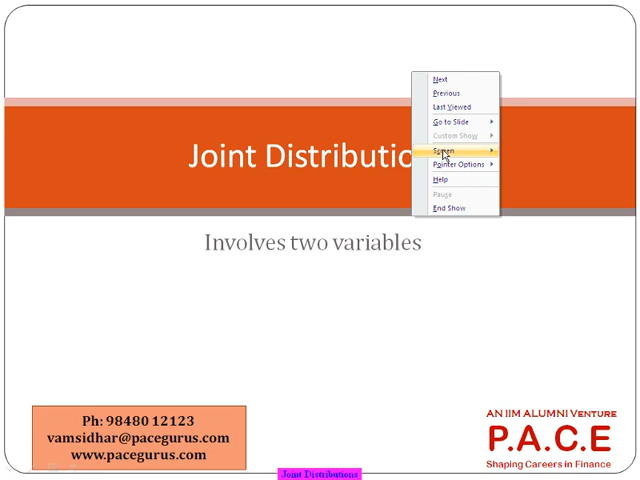 Next
Previous
Last Viewed
Go to Slide
Custom Show
Screen
Pointer Options
Help
Pause
End Show
Joint Distributio
Involves two variables
Ph: 98480 12123
vamsidhar@pacegurus.com
www.pacegurus.com
AN IIM ALUMNI VENTURE
P.A.C.E
Shaping Careers in Finance
Joint Distributions